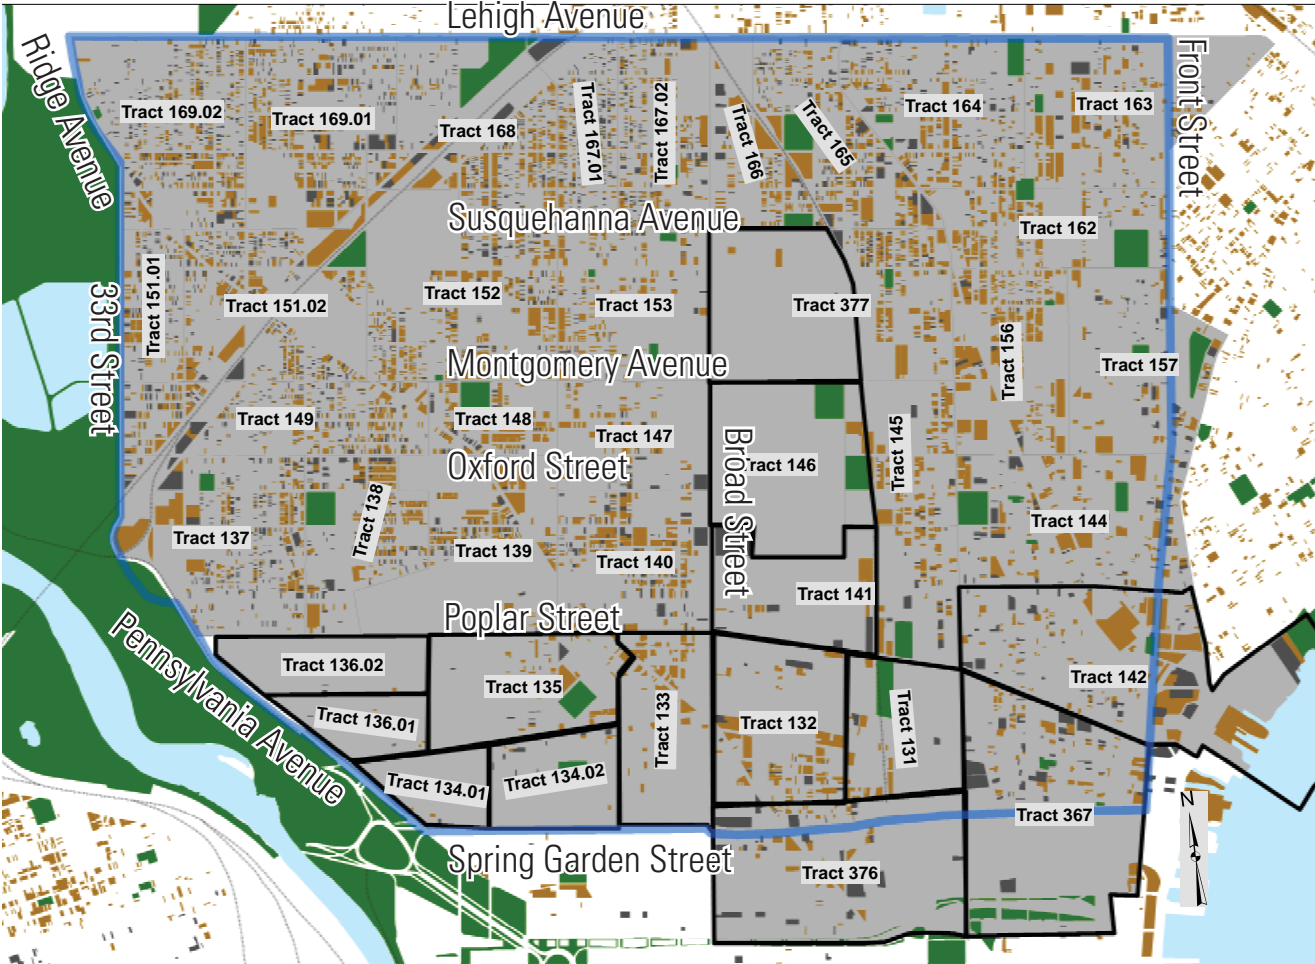 Lehigh Avenue
Ridge Avenue
Front Street
Tract 169.02
Tract 169.01
Tract 168
Tract 167.01
Tract 167.02
Tract 166
Tract 165
Tract 164
Tract 163
Susquehanna Avenue
Tract 162
33rd Street
Tract 151.01
Tract 151.02
Tract 152
Tract 153
Tract 377
Tract 156
Tract 157
Montgomery Avenue
Tract 149
Tract 148
Tract 147
Broad Street
Tract 146
Tract 145
Oxford Street
Tract 137
Tract 138
Tract 139
Tract 140
Tract 144
Tract 141
Poplar Street
Pennsylvania Avenue
Tract 136.02
Tract 135
Tract 142
Tract 136.01
Tract 133
Tract 132
Tract 131
Tract 134.01
Tract 134.02
Tract 367
N
Spring Garden Street
Tract 376